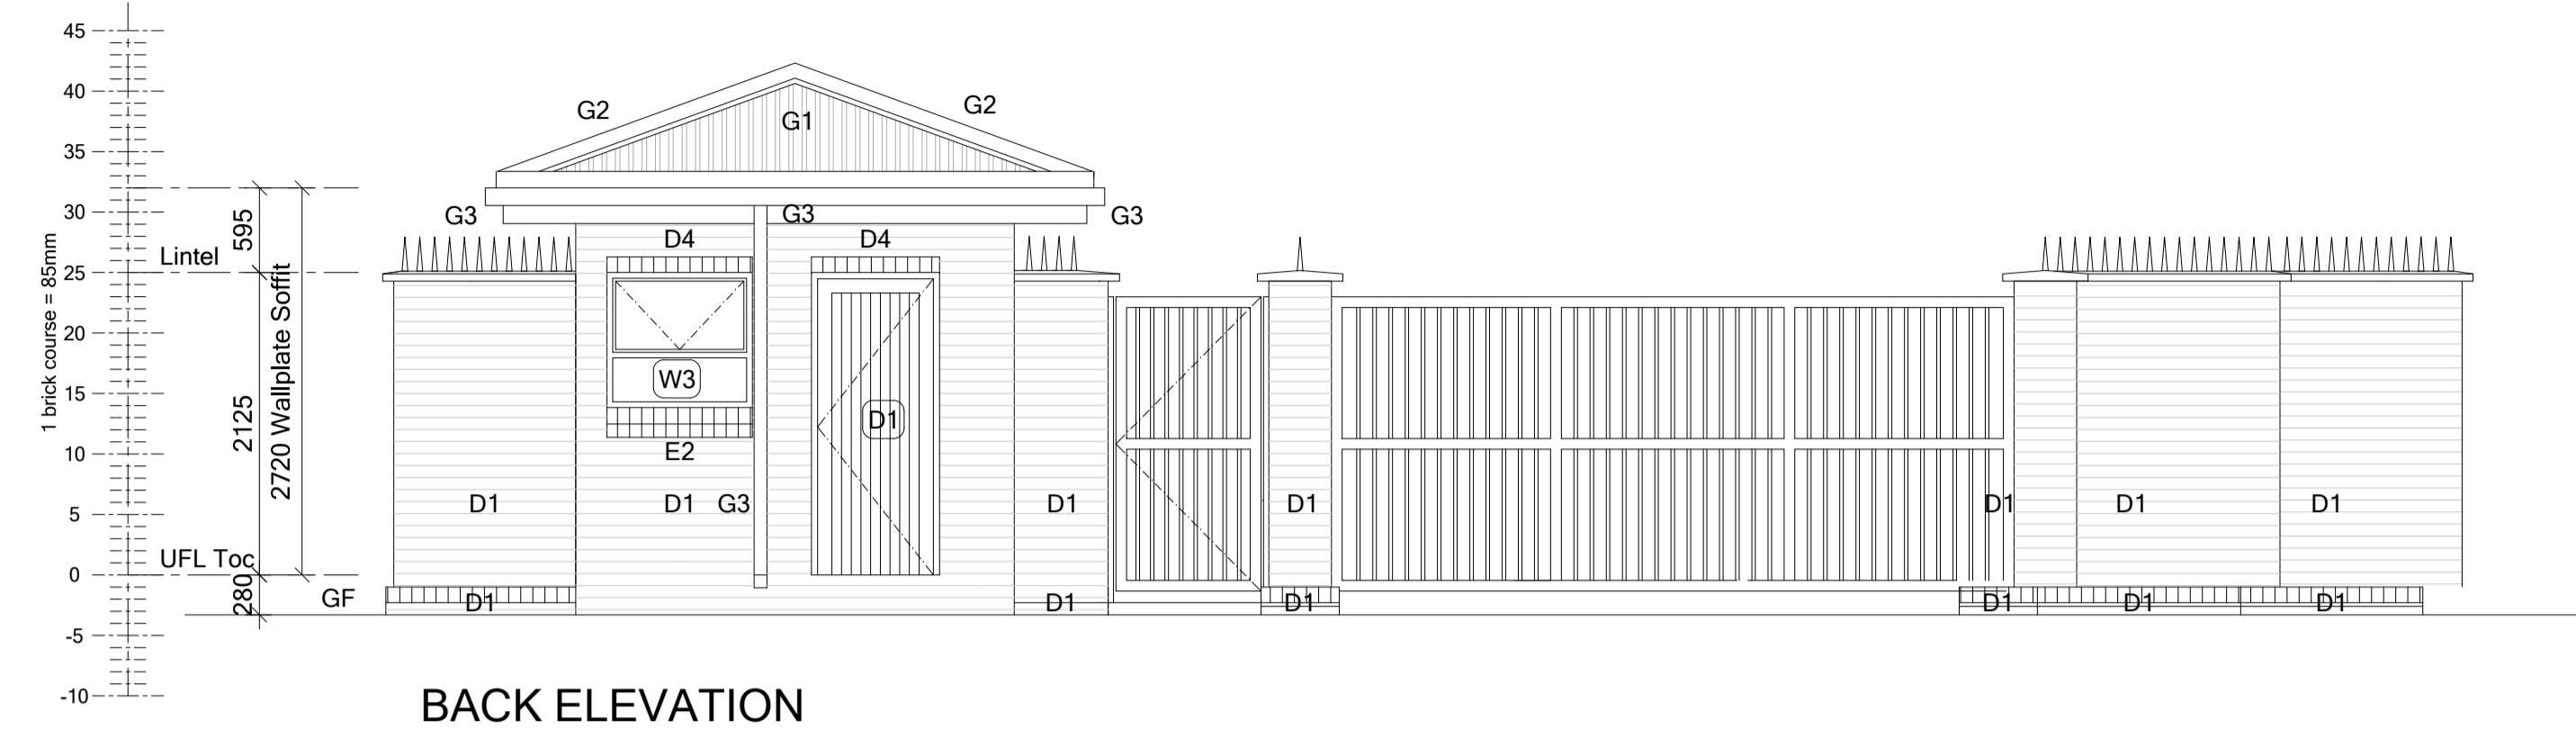 45
40
35
30
25
20
15
10
5
0
-5
-10
1 brick course = 85mm
595
2125
280
2720 Wallplate Soffit
Lintel
UFL Toc
GF
G2
G1
G2
G3
G3
G3
D4
D4
W3
D1
E2
D1
D1
G3
D1
D1
D1
D1
D1
D1
D1
D1
D1
D1
D1
BACK ELEVATION